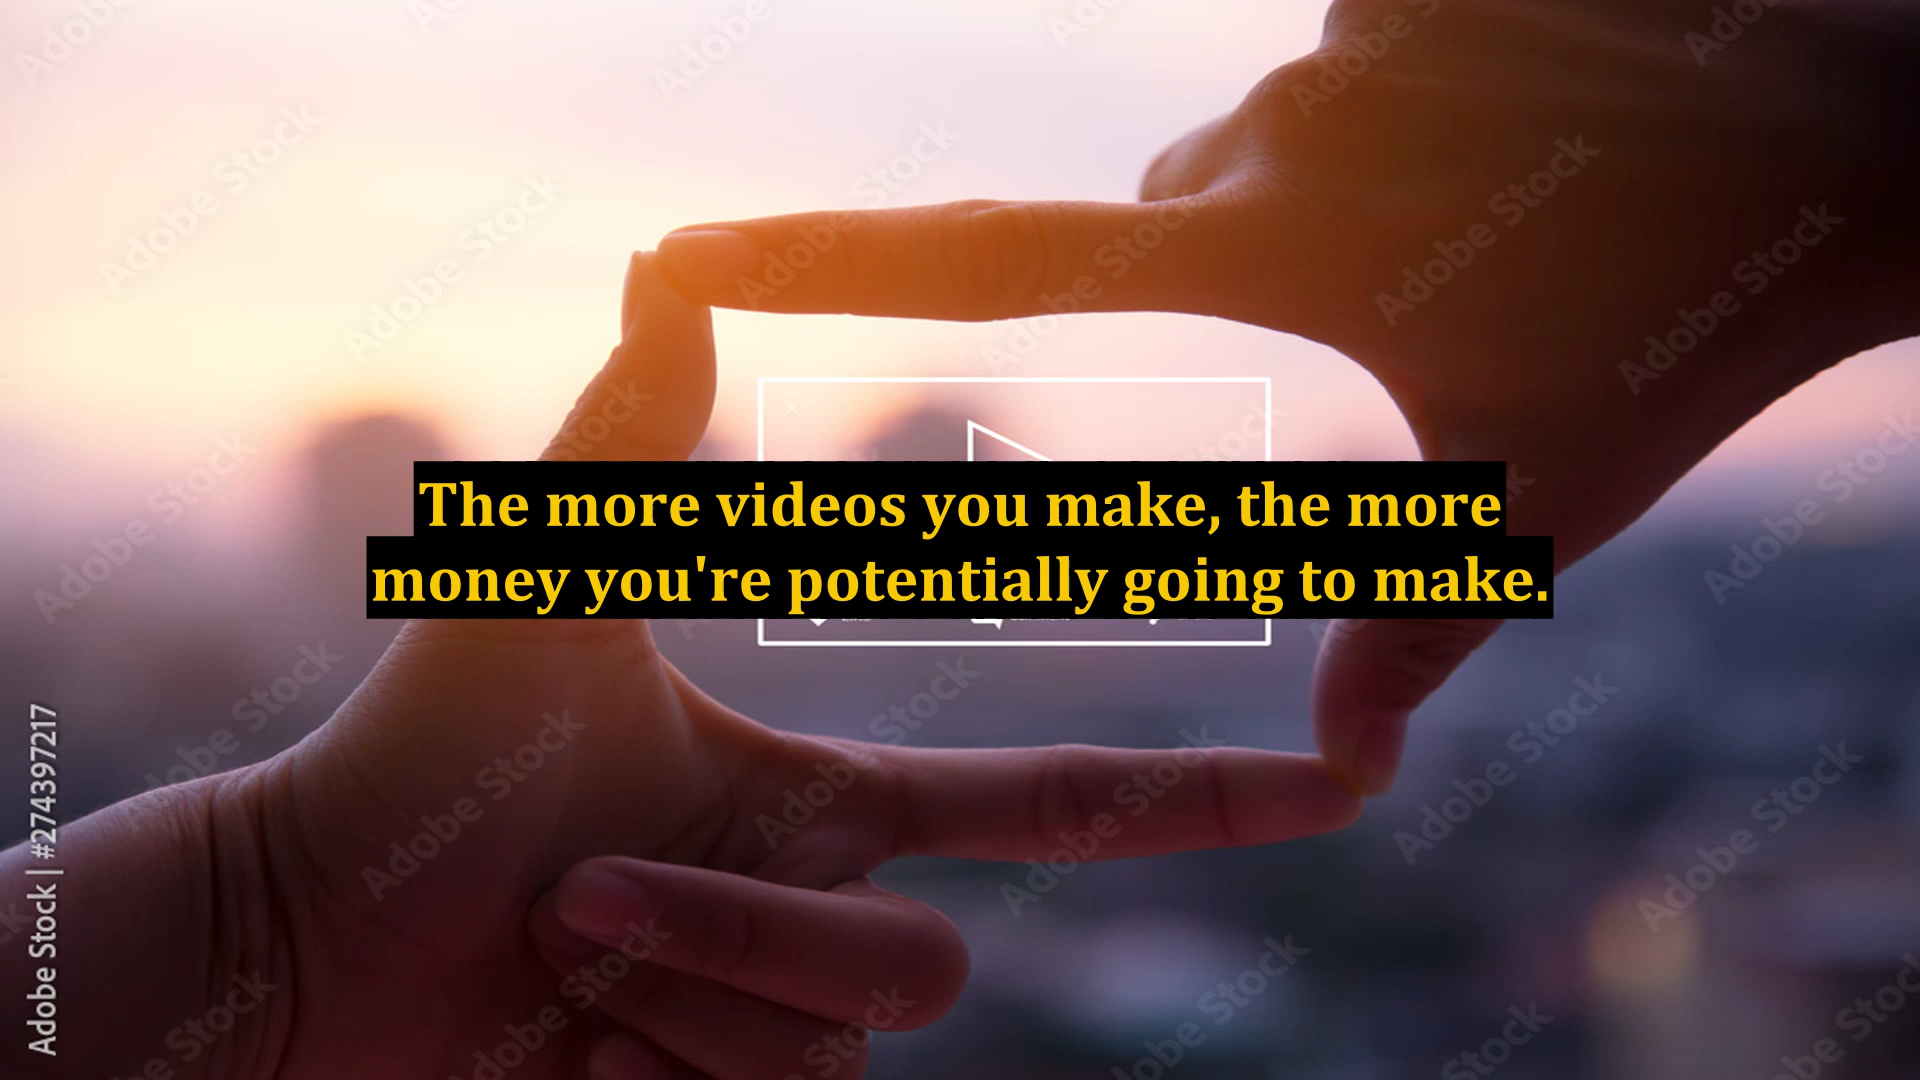 The more videos you make, the more
money you're potentially going to make.
Adobe Stock | #274397217